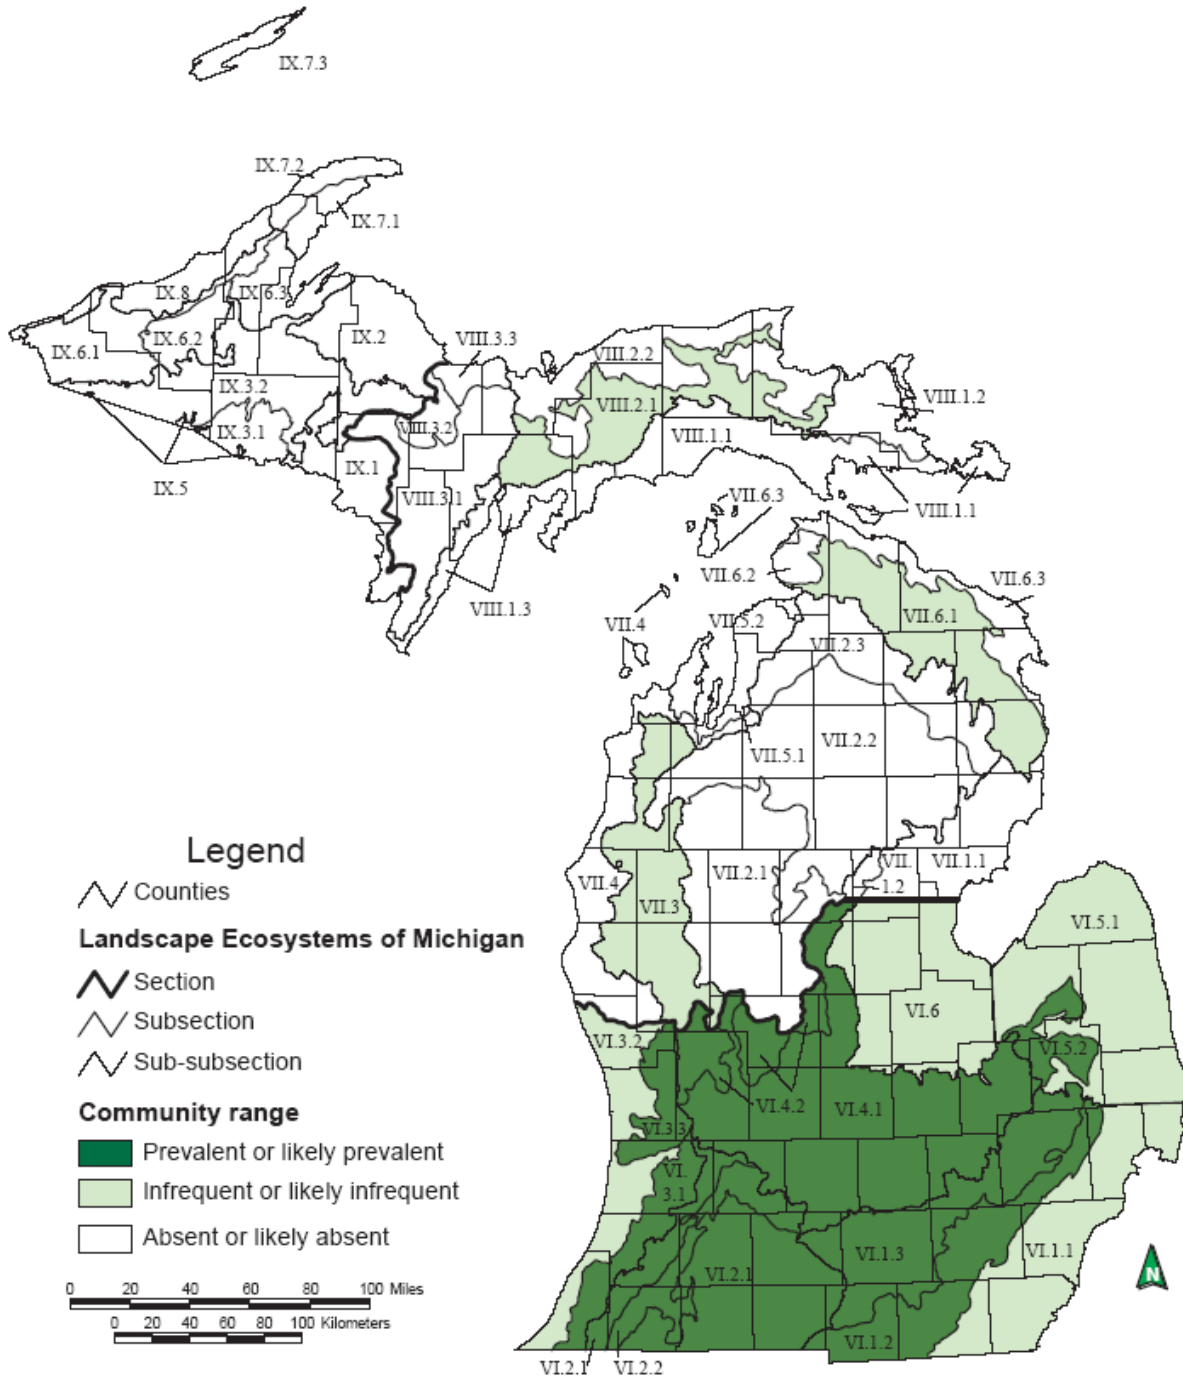 IX.7.3
IX.7.2
IX.7.1
IX.8
IX.6.3
IX.6.2
IX.6.1
IX.2
VIII.3.3
VIII.2.2
IX.3.2
VIII.2.1
VIII.1.2
IX.3.1
VIII.3.2
VIII.1.1
IX.1
IX.5
VIII.3.1
VII.6.3
VIII.1.1
VII.6.2
VII.6.3
VIII.1.3
VII.4
VII.5.2
VII.6.1
VII.2.3
VII.5.1
VII.2.2
Legend
Counties
Landscape Ecosystems of Michigan
Section
Subsection
Sub-subsection
Community range
Prevalent or likely prevalent
Infrequent or likely infrequent
Absent or likely absent
0 20 40 60 80 100 Miles
0 20 40 60 80 100 Kilometers
VII.4
VII.3
VII.2.1
VII.
1.2
VII.1.1
VI.5.1
VI.6
VI.3.2
VI.5.2
VI.4.2
VI.4.1
VI.3.3
VI.
3.1
VI.1.3
VI.1.1
VI.2.1
VI.1.2
VI.2.1
VI.2.2
N